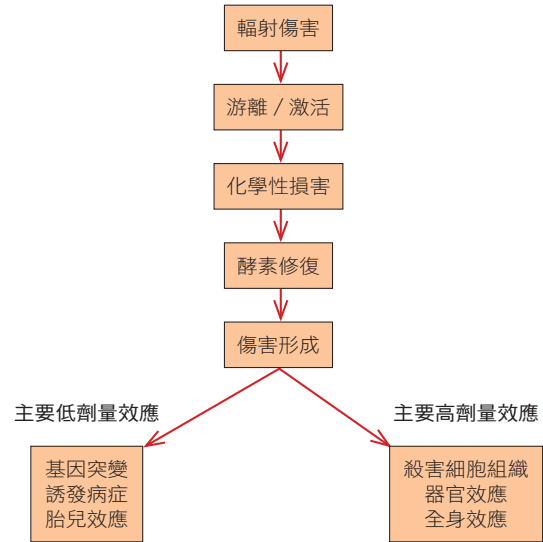 輻射傷害
游離 / 激活
化學性損害
酵素修復
傷害形成
主要低劑量效應
基因突變
誘發病症
胎兒效應
主要高劑量效應
殺害細胞組織
器官效應
全身效應